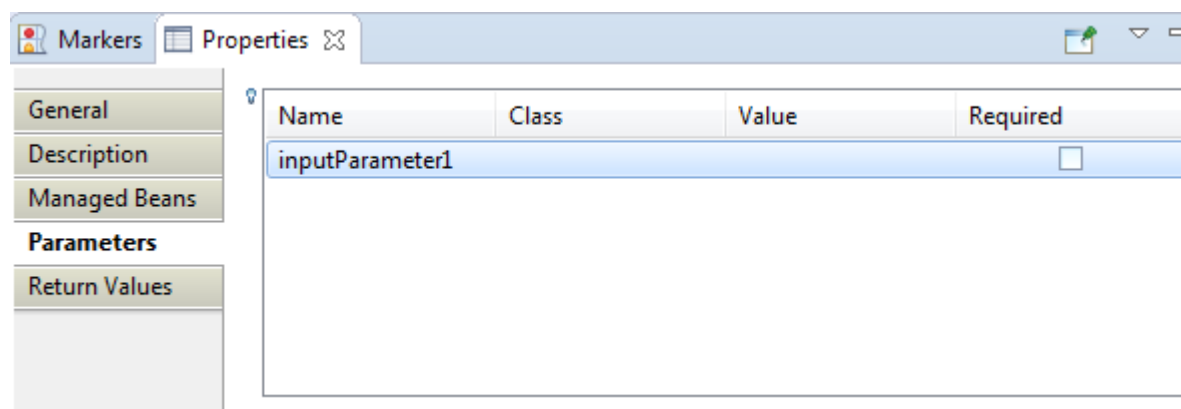 Markers Properties
General
Description
Managed Beans
Parameters
Return Values
Name Class Value Required
inputParameter1